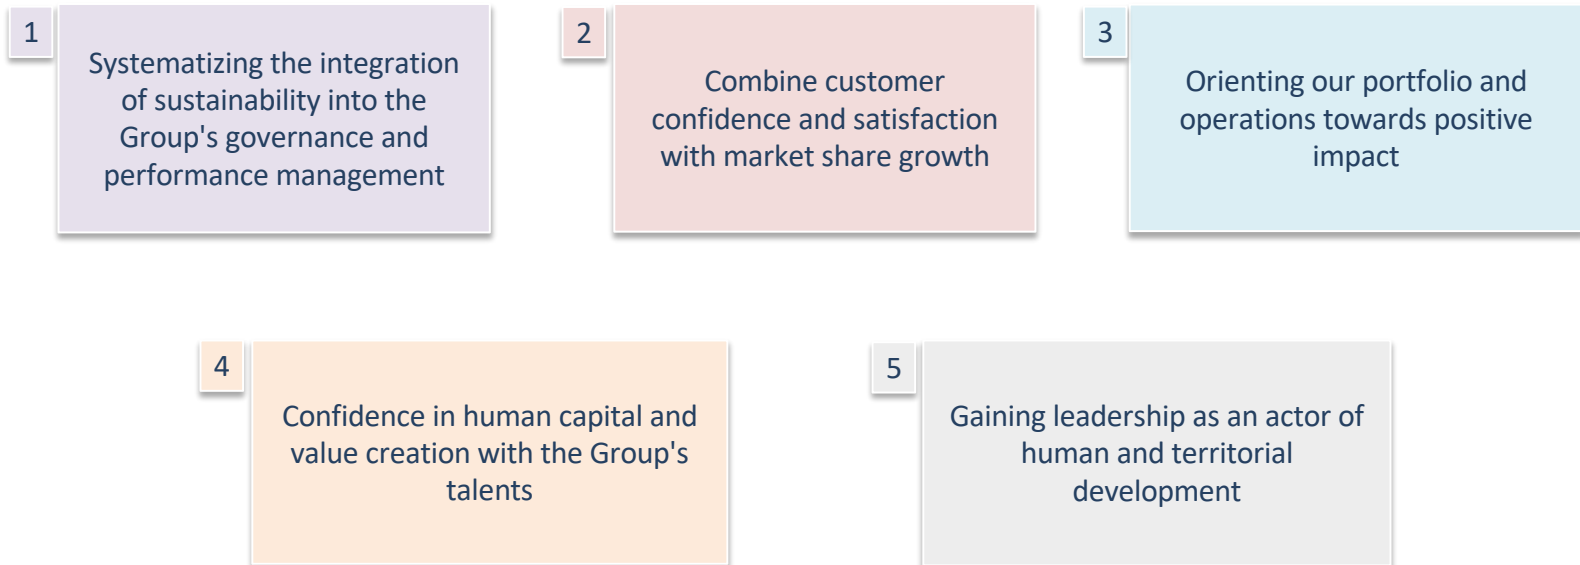 1
Systematizing the integration
of sustainability into the
Group's governance and
performance management
2
Combine customer
confidence and satisfaction
with market share growth
3
Orienting our portfolio and
operations towards positive
impact
4
Confidence in human capital and
value creation with the Group's
talents
5
Gaining leadership as an actor of
human and territorial
development